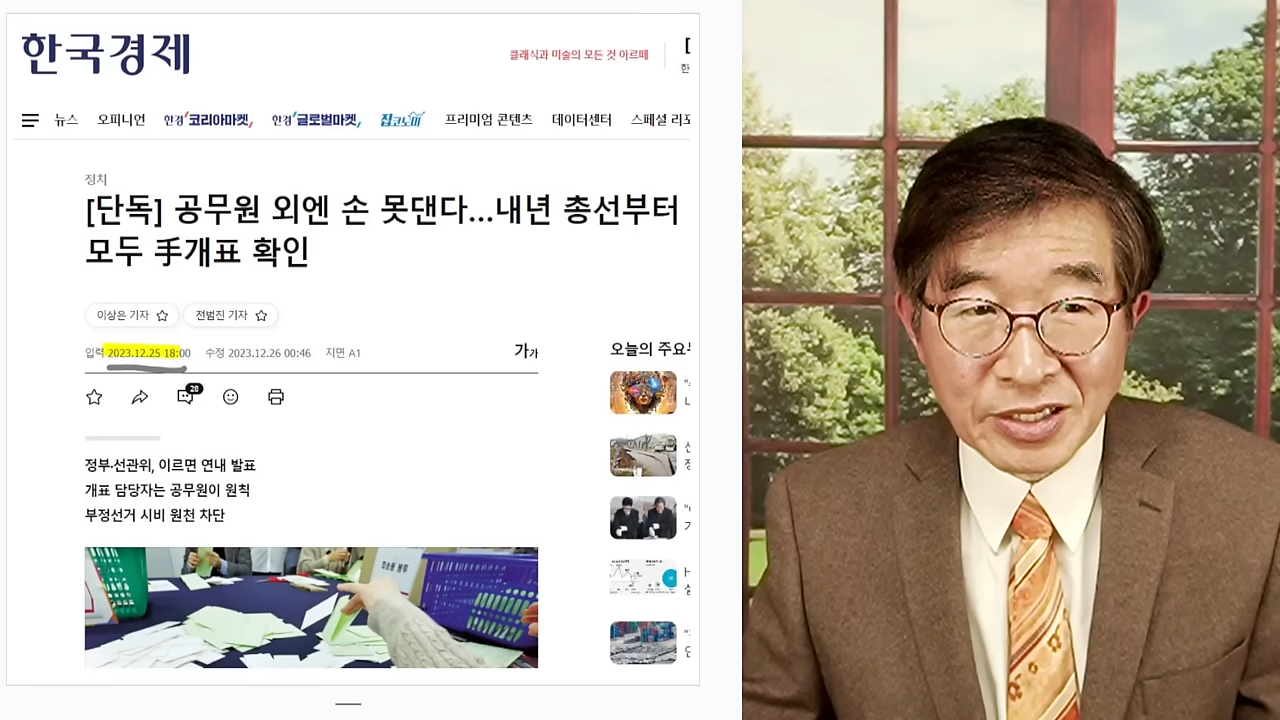 한국경제
클래식과 미술의 모든 것 아르떼
한
뉴스 오피니언 한경 코리아마켓 한경 글로벌마켓 집코노미 프리미엄 콘텐츠 데이터센터 스페셜 리포
정치
[단독] 공무원 외엔 손 못댄다…내년 총선부터
모두 手개표 확인
이상은 기자 전범진 기자
입력 2023.12.25 18:00 수정 2023.12.26 00:46 지면 A1
가가
오늘의 주요
28
정부·선관위, 이르면 연내 발표
개표 담당자는 공무원이 원칙
부정선거 시비 원천 차단